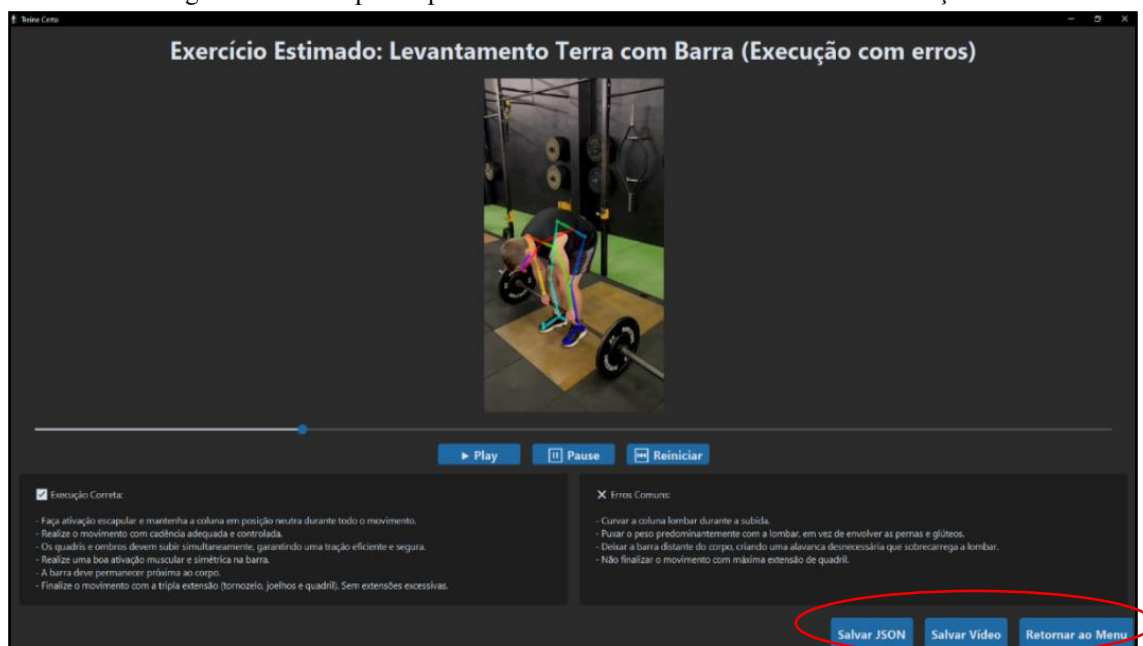 Treine Certo
Exercício Estimado: Levantamento Terra com Barra (Execução com erros)
Play
Pause
Reiniciar
Execução Correta:
- Faça ativação escapular e mantenha a coluna em posição neutra durante todo o movimento.
- Realize o movimento com cadência adequada e controlada.
- Os quadris e ombros devem subir simultaneamente, garantindo uma tração eficiente e segura.
- Realize uma boa ativação muscular e simétrica na barra.
- A barra deve permanecer próxima ao corpo.
- Finalize o movimento com a tripla extensão (tornozelo, joelhos e quadril). Sem extensões excessivas.
Erros Comuns:
- Curvar a coluna lombar durante a subida.
- Puxar o peso predominantemente com a lombar, em vez de envolver as pernas e glúteos.
- Deixar a barra distante do corpo, criando uma alavanca desnecessária que sobrecarrega a lombar.
- Não finalizar o movimento com máxima extensão de quadril.
Salvar JSON
Salvar Vídeo
Retornar ao Menu